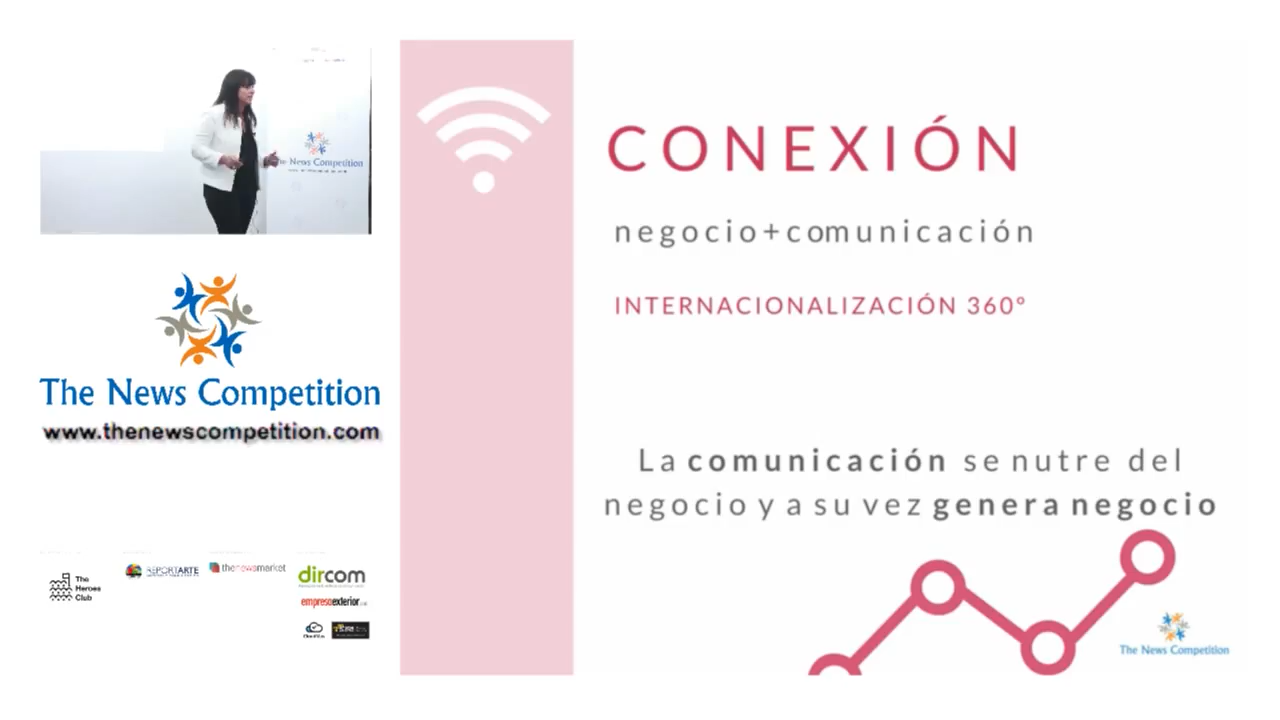 The News Competition
The News Competition
www.thenewscompetition.com
The
Heroes
Club
REPORTARTE
thenewsmarket
dircom
empresaexterior
CONEXIÓN
negocio+comunicación
INTERNACIONALIZACIÓN 360º
La comunicación se nutre del
negocio y a su vez genera negocio
The News Competition